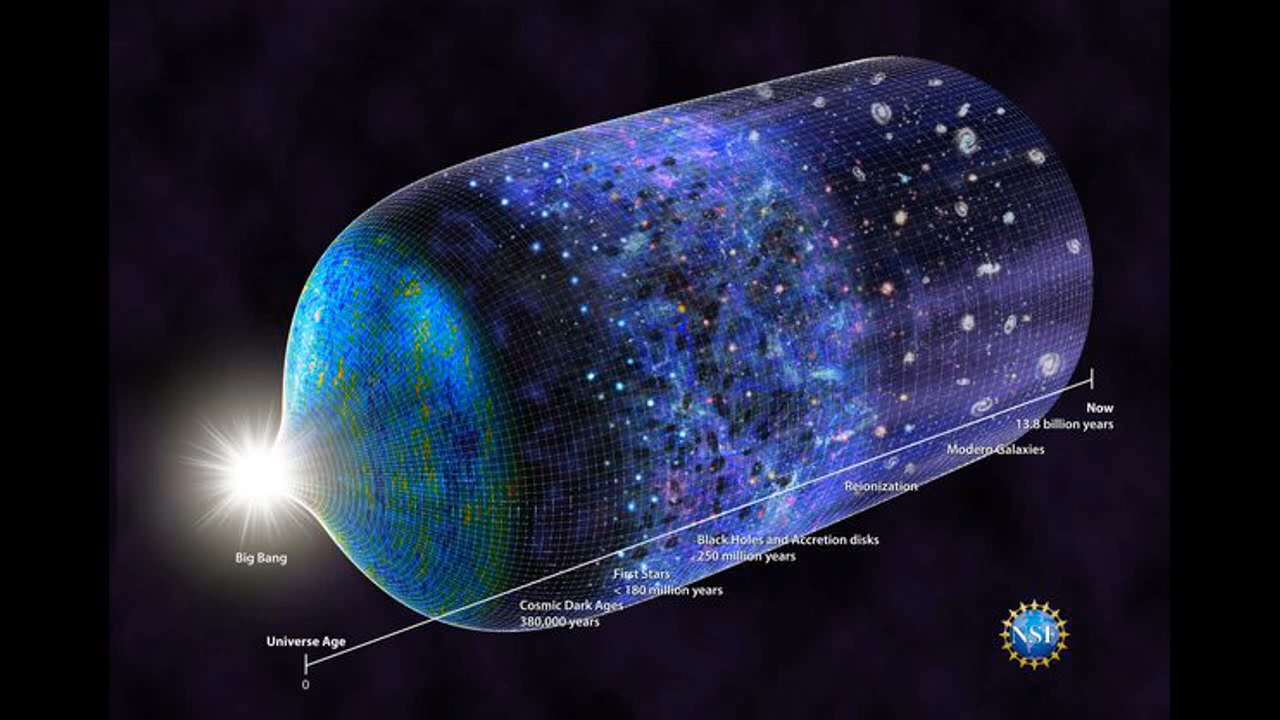 Big Bang
Universe Age
0
Cosmic Dark Ages
380,000 years
First Stars
< 180 million years
Black Holes and Accretion disks
250 million years
Reionization
Modern Galaxies
Now
13.8 billion years
NSF